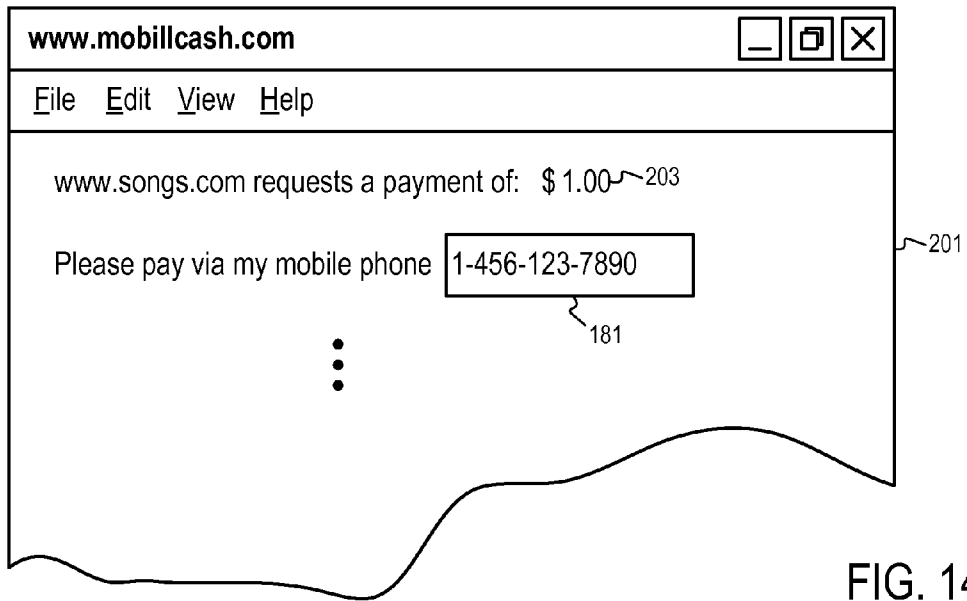 www.mobillcash.com
File Edit View Help
www.songs.com requests a payment of: $ 1.00 203
201
Please pay via my mobile phone 1-456-123-7890
181
FIG. 14